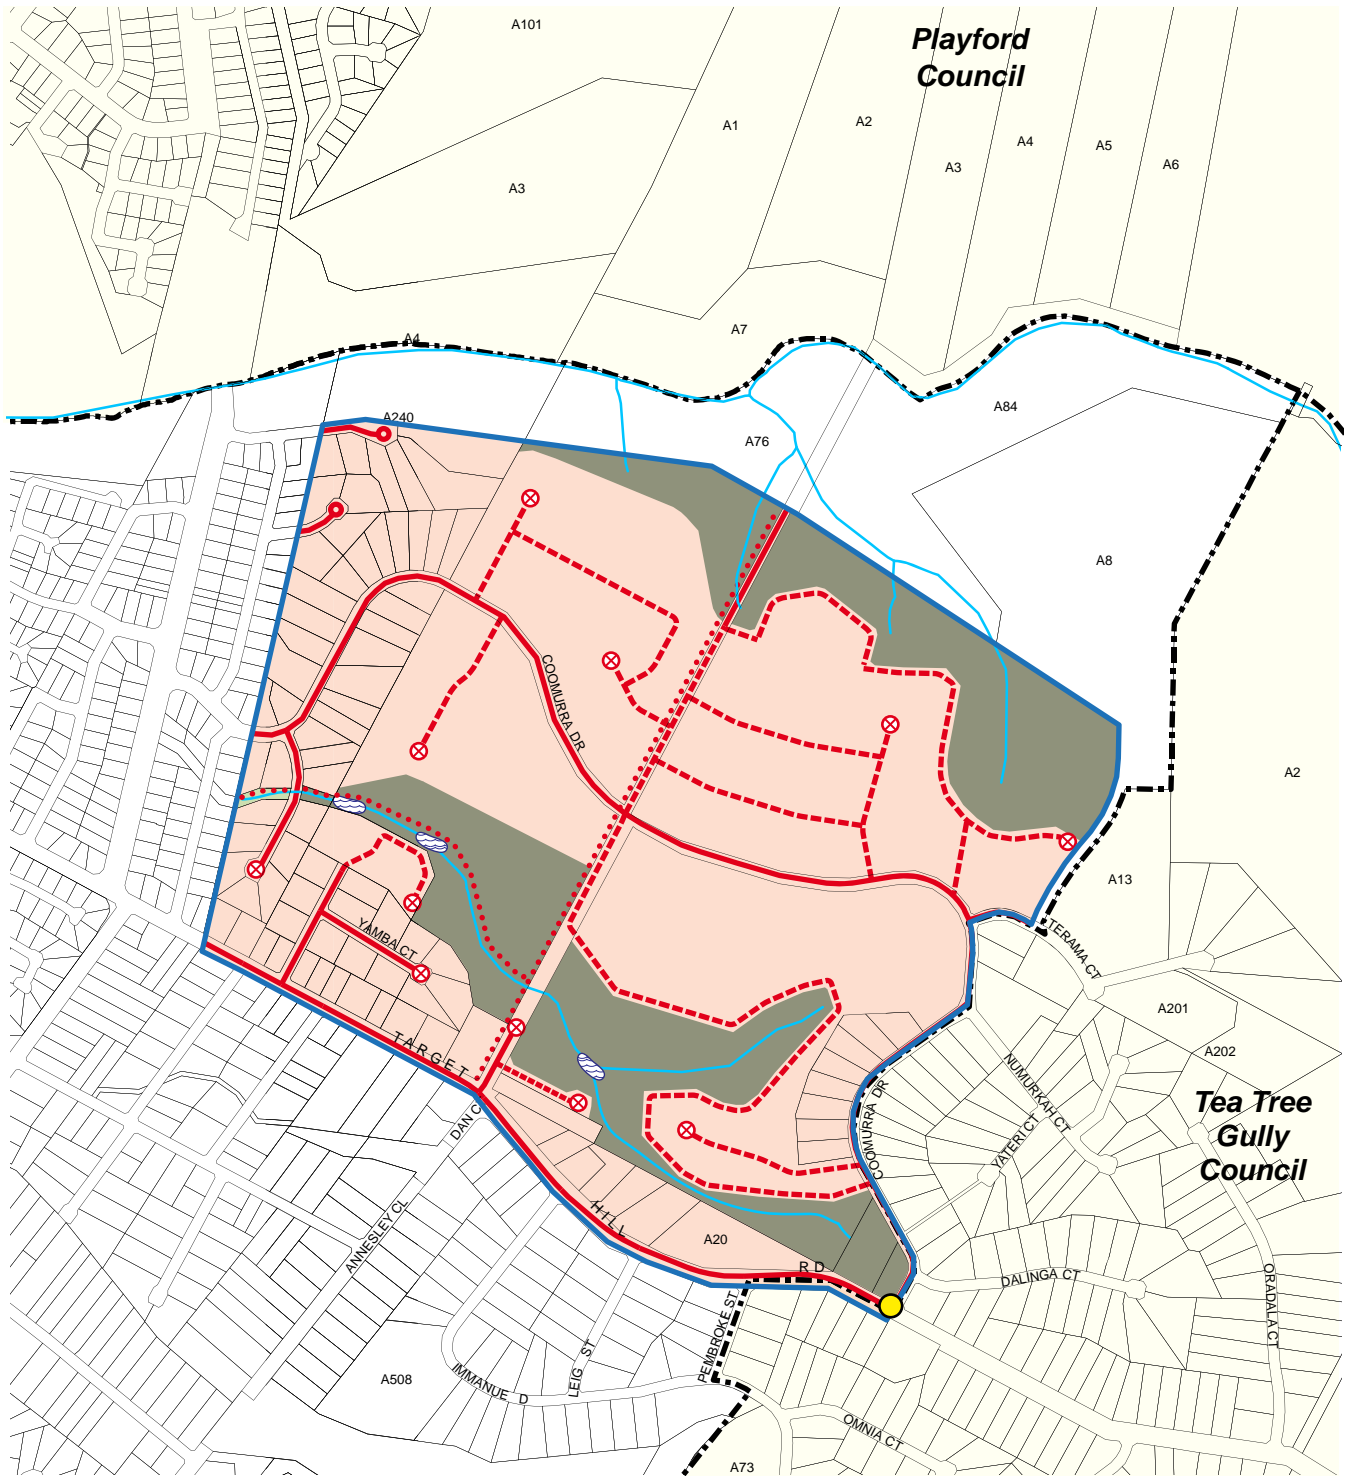 A101
Playford
Council
A1
A2
A3
A4
A5
A6
A3
A7
A4
A240
A84
A76
A8
COOMURRA DR
A2
A13
YAMBA CT
TERAMA CT
A201
A202
TARGET
NUMURKAH CT
Tea Tree
Gully
Council
DAN C
COOMURRA DR
YATERI CT
ANNESLEY CL
HILL
A20
RD
DALINGA CT
ORADALA CT
PEMBROKE ST
A508
IMMANUE D
LEIG ST
OMNIA CT
A73